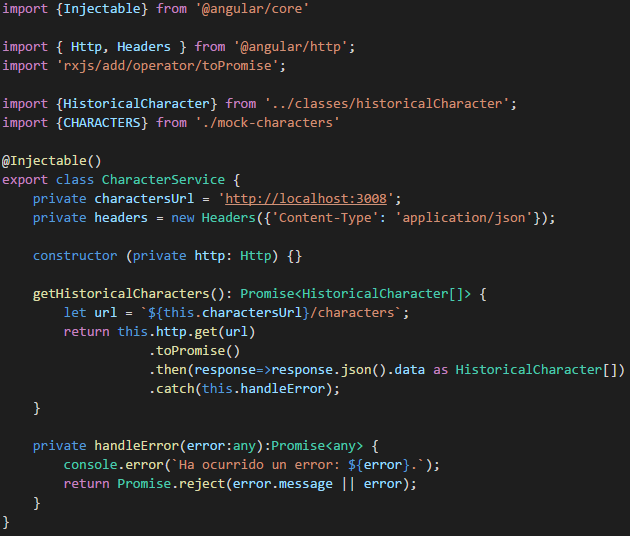 import {Injectable} from '@angular/core'
import { Http, Headers } from '@angular/http';
import 'rxjs/add/operator/toPromise';
import {HistoricalCharacter} from '../classes/historicalCharacter';
import {CHARACTERS} from './mock-characters'
@Injectable()
export class CharacterService {
    private charactersUrl = 'http://localhost:3008';
    private headers = new Headers({'Content-Type': 'application/json'});
    constructor (private http: Http) {}
    getHistoricalCharacters(): Promise<HistoricalCharacter[]> {
        let url = `${this.charactersUrl}/characters`;
        return this.http.get(url)
                   .toPromise()
                   .then(response=>response.json().data as HistoricalCharacter[])
                   .catch(this.handleError);
    }
    private handleError(error:any):Promise<any> {
        console.error(`Ha ocurrido un error: ${error}.`);
        return Promise.reject(error.message || error);
    }
}